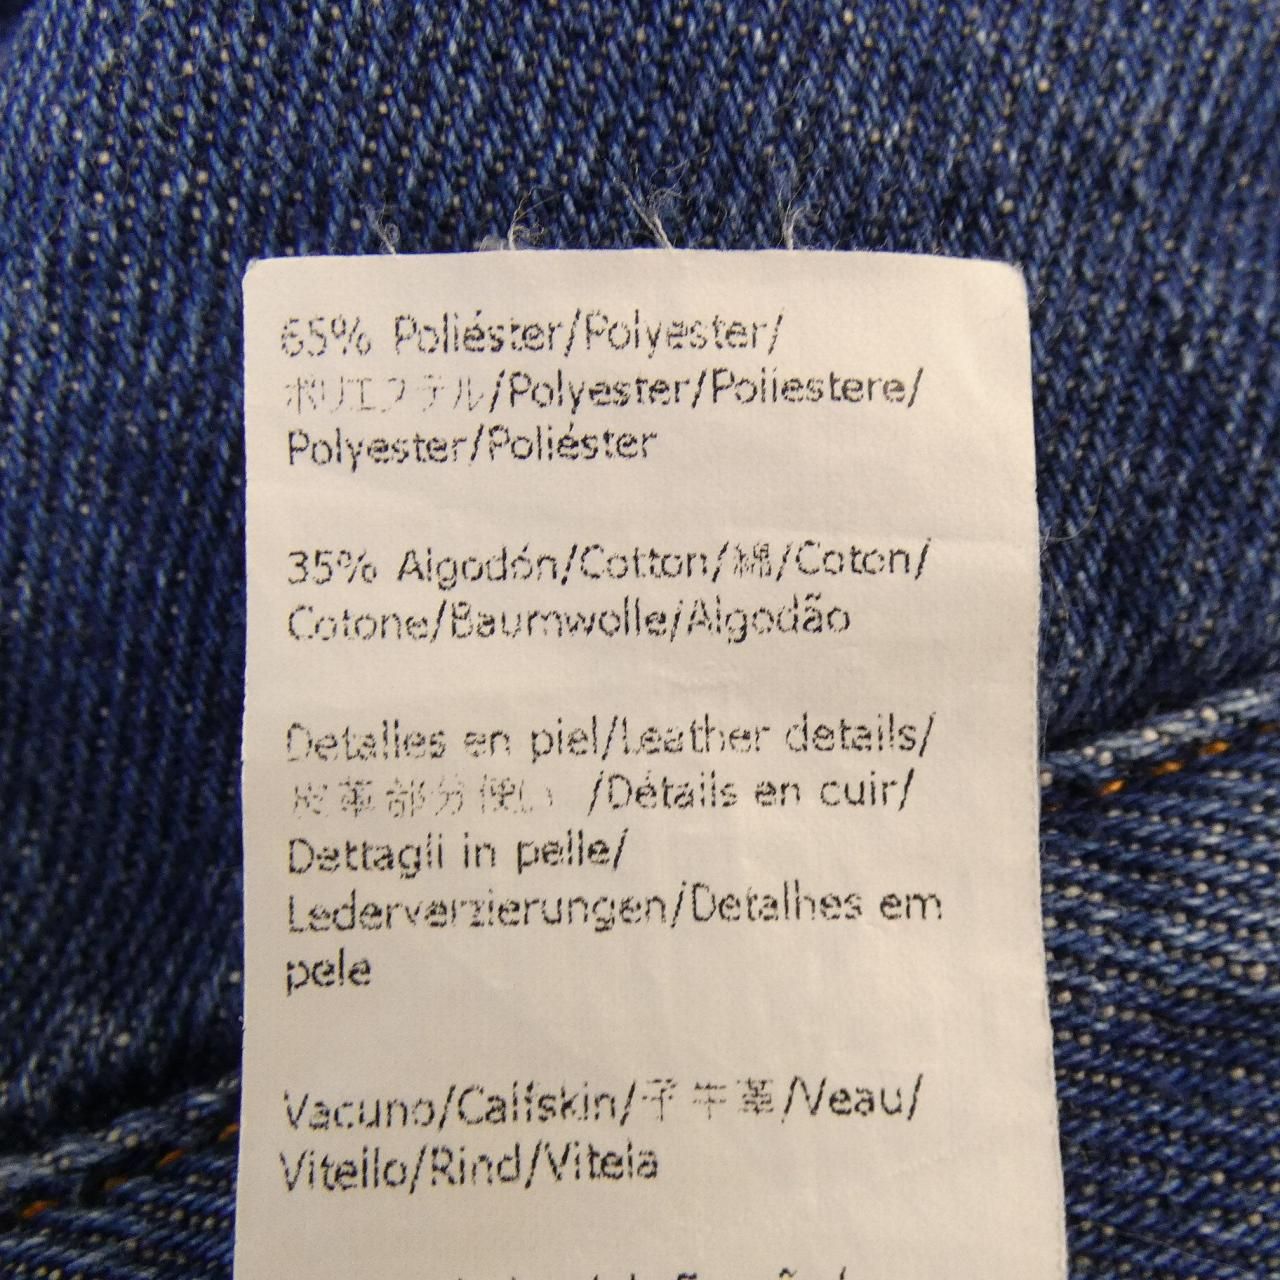 65% Poliéster/Polyester/
ポリエステル/Polyester/Poliestere/
Polyester/Poliéster
35% Algodón/Cotton/綿/Coton/
Cotone/Baumwolle/Algodão
Detalles en piel/Leather details/
皮革部分使い /Détails en cuir/
Dettagli in pelle/
Lederverzierungen/Detalhes em
pele
Vacuno/Calfskin/子牛革/Veau/
Vitello/Rind/Vitela